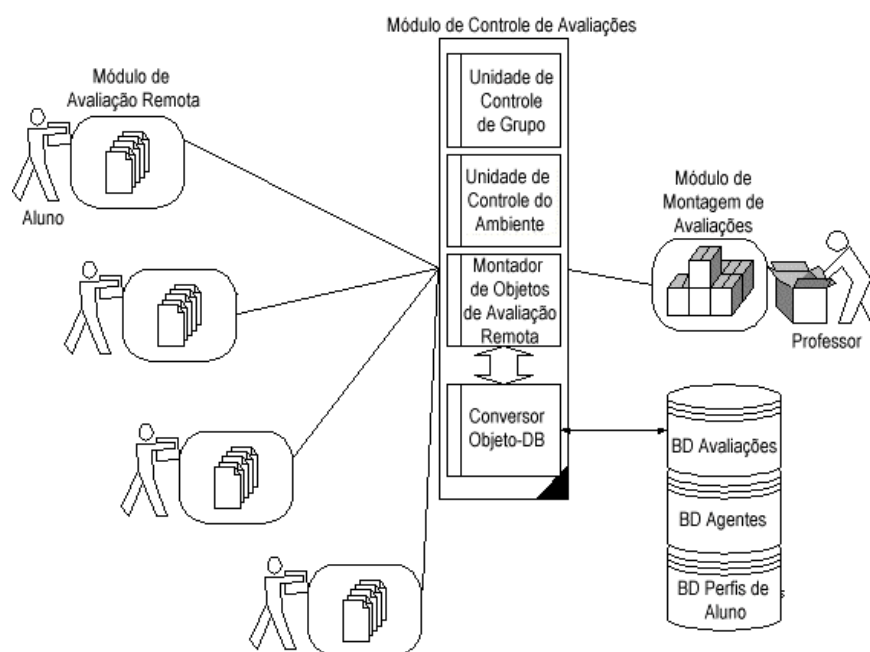 Módulo de Controle de Avaliações
Módulo de
Avaliação Remota
Aluno
Unidade de
Controle
de Grupo
Unidade de
Controle do
Ambiente
Montador
de Objetos
de Avaliação
Remota
Conversor
Objeto-DB
Módulo de
Montagem de
Avaliações
Professor
BD Avaliações
BD Agentes
BD Perfis de
Aluno